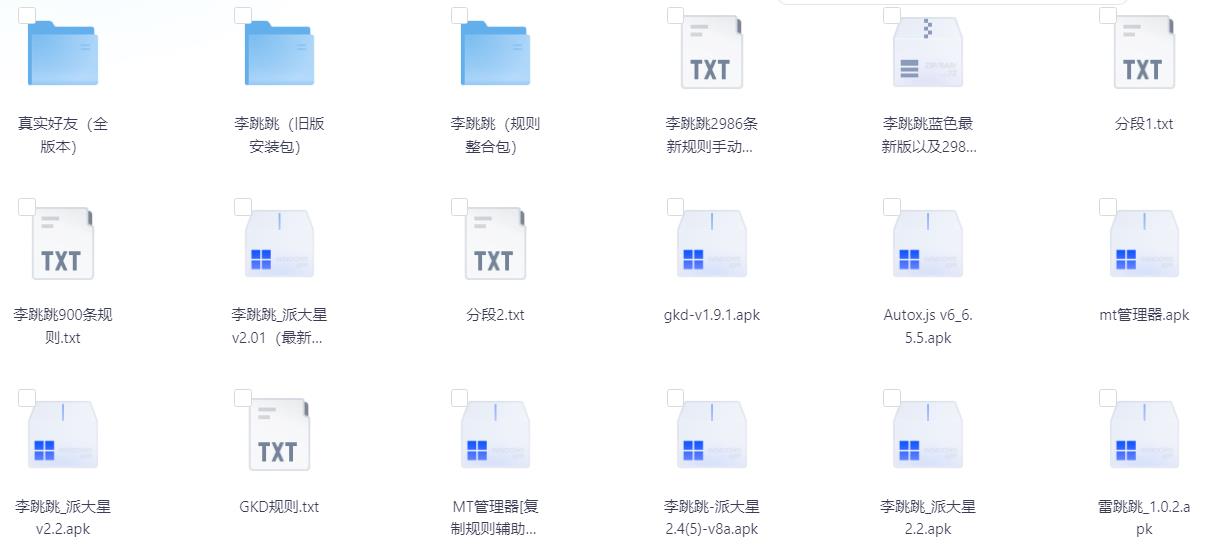 真实好友（全
版本）
李跳跳（旧版
安装包）
李跳跳（规则
整合包）
TXT
李跳跳2986条
新规则手动...
李跳跳蓝色最
新版以及298...
TXT
分段1.txt
TXT
李跳跳900条规
则.txt
李跳跳_派大星
v2.01（最新...
TXT
分段2.txt
gkd-v1.9.1.apk
Autox.js v6_6.
5.5.apk
mt管理器.apk
李跳跳_派大星
v2.2.apk
TXT
GKD规则.txt
MT管理器[复
制规则辅助...
李跳跳-派大星
2.4(5)-v8a.apk
李跳跳_派大星
2.2.apk
雷跳跳_1.0.2.a
pk